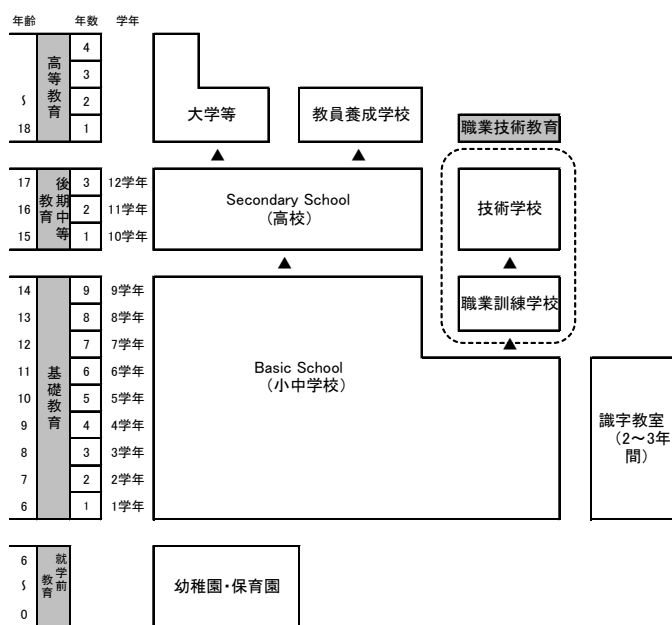 年齢 年数 学年
高等教育
4
3
～ 2
18 1
大学等
教員養成学校
職業技術教育
後期中等教育
17 3 12学年
16 2 11学年
15 1 10学年
Secondary School
（高校）
技術学校
職業訓練学校
基礎教育
14 9 9学年
13 8 8学年
12 7 7学年
11 6 6学年
10 5 5学年
9 4 4学年
8 3 3学年
7 2 2学年
6 1 1学年
Basic School
（小中学校）
識字教室
（2～3年
間）
就学前教育
6
～
0
幼稚園・保育園